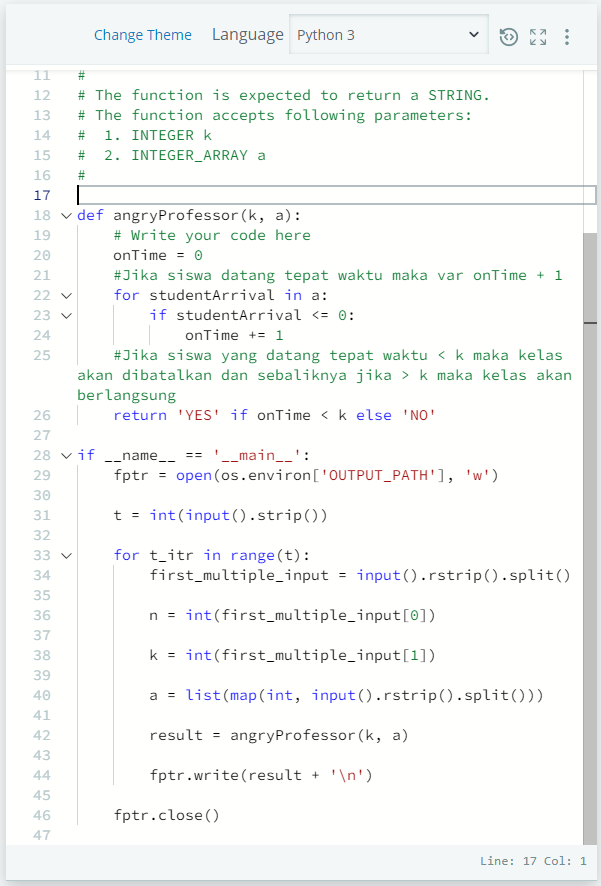 Change Theme Language Python 3
11 #
12 # The function is expected to return a STRING.
13 # The function accepts following parameters:
14 #  1. INTEGER k
15 #  2. INTEGER_ARRAY a
16 #
17
18 def angryProfessor(k, a):
19     # Write your code here
20     onTime = 0
21     #Jika siswa datang tepat waktu maka var onTime + 1
22     for studentArrival in a:
23         if studentArrival <= 0:
24             onTime += 1
25     #Jika siswa yang datang tepat waktu < k maka kelas
akan dibatalkan dan sebaliknya jika > k maka kelas akan
berlangsung
26     return 'YES' if onTime < k else 'NO'
27
28 if __name__ == '__main__':
29     fptr = open(os.environ['OUTPUT_PATH'], 'w')
30
31     t = int(input().strip())
32
33     for t_itr in range(t):
34         first_multiple_input = input().rstrip().split()
35
36         n = int(first_multiple_input[0])
37
38         k = int(first_multiple_input[1])
39
40         a = list(map(int, input().rstrip().split()))
41
42         result = angryProfessor(k, a)
43
44         fptr.write(result + '\n')
45
46     fptr.close()
47
Line: 17 Col: 1